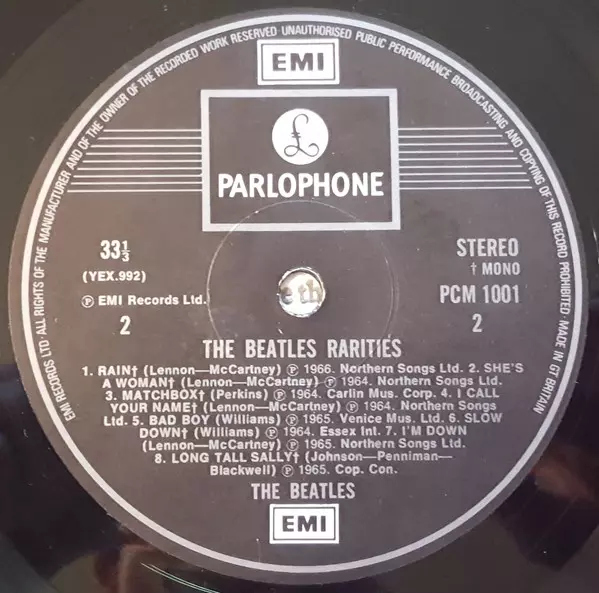 EMI RECORDS LTD · ALL RIGHTS OF THE MANUFACTURER AND OF THE OWNER OF THE RECORDED WORK RESERVED UNAUTHORISED PUBLIC PERFORMANCE BROADCASTING AND COPYING OF THIS RECORD PROHIBITED · MADE IN GT BRITAIN
EMI
£
PARLOPHONE
33⅓
STEREO
(YEX.992)
† MONO
℗ EMI Records Ltd.
PCM 1001
2
2
e th
THE BEATLES RARITIES
1. RAIN† (Lennon—McCartney) ℗ 1966. Northern Songs Ltd. 2. SHE'S
A WOMAN† (Lennon—McCartney) ℗ 1964. Northern Songs Ltd.
3. MATCHBOX† (Perkins) ℗ 1964. Carlin Mus. Corp. 4. I CALL
YOUR NAME† (Lennon—McCartney) ℗ 1964. Northern Songs
Ltd. 5. BAD BOY (Williams) ℗ 1965. Venice Mus. Ltd. 6. SLOW
DOWN† (Williams) ℗ 1964. Essex Int. 7. I'M DOWN
(Lennon—McCartney) ℗ 1965. Northern Songs Ltd.
8. LONG TALL SALLY† (Johnson—Penniman—
Blackwell) ℗ 1965. Cop. Con.
THE BEATLES
EMI